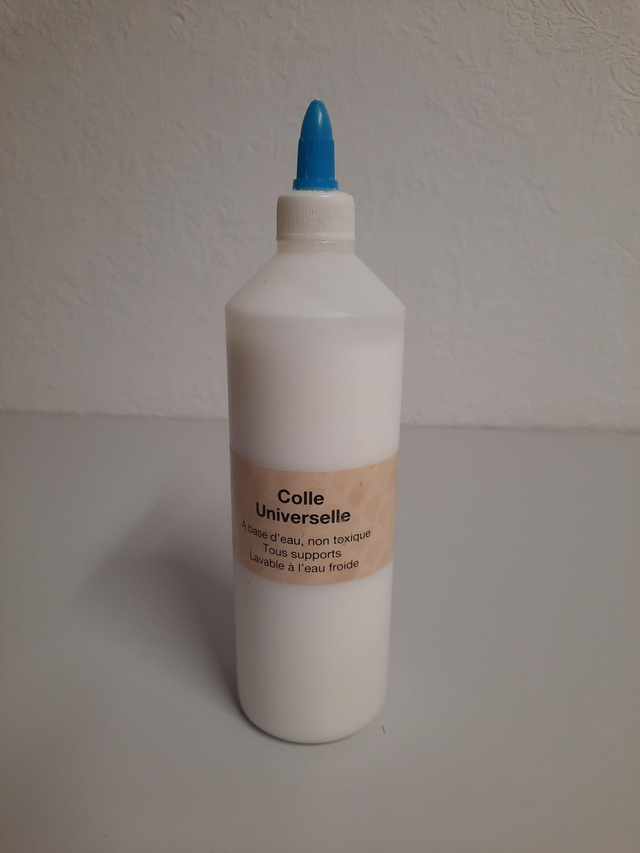 Colle
Universelle
À base d'eau, non toxique
Tous supports
Lavable à l'eau froide